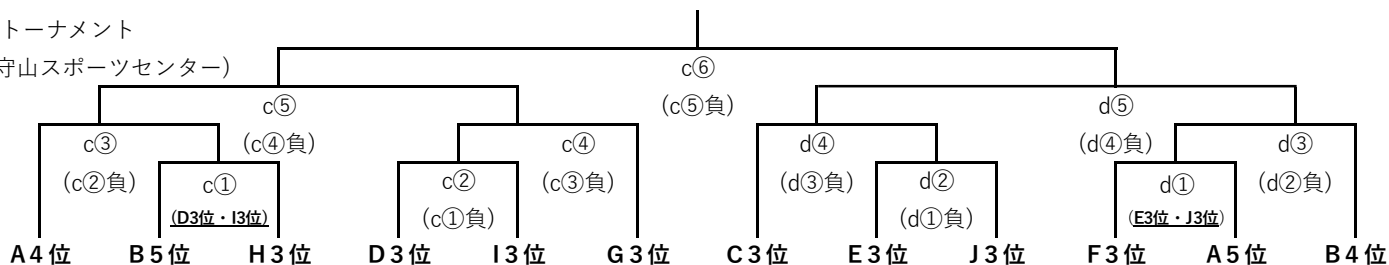 トーナメント
守山スポーツセンター)
c⑥
(c⑤負)
c⑤
(c④負)
d⑤
(d④負)
c③
(c②負)
c④
(c③負)
d④
(d③負)
d③
(d②負)
c①
(D3位・I3位)
c②
(c①負)
d②
(d①負)
d①
(E3位・J3位)
A4位 B5位 H3位 D3位 I3位 G3位 C3位 E3位 J3位 F3位 A5位 B4位